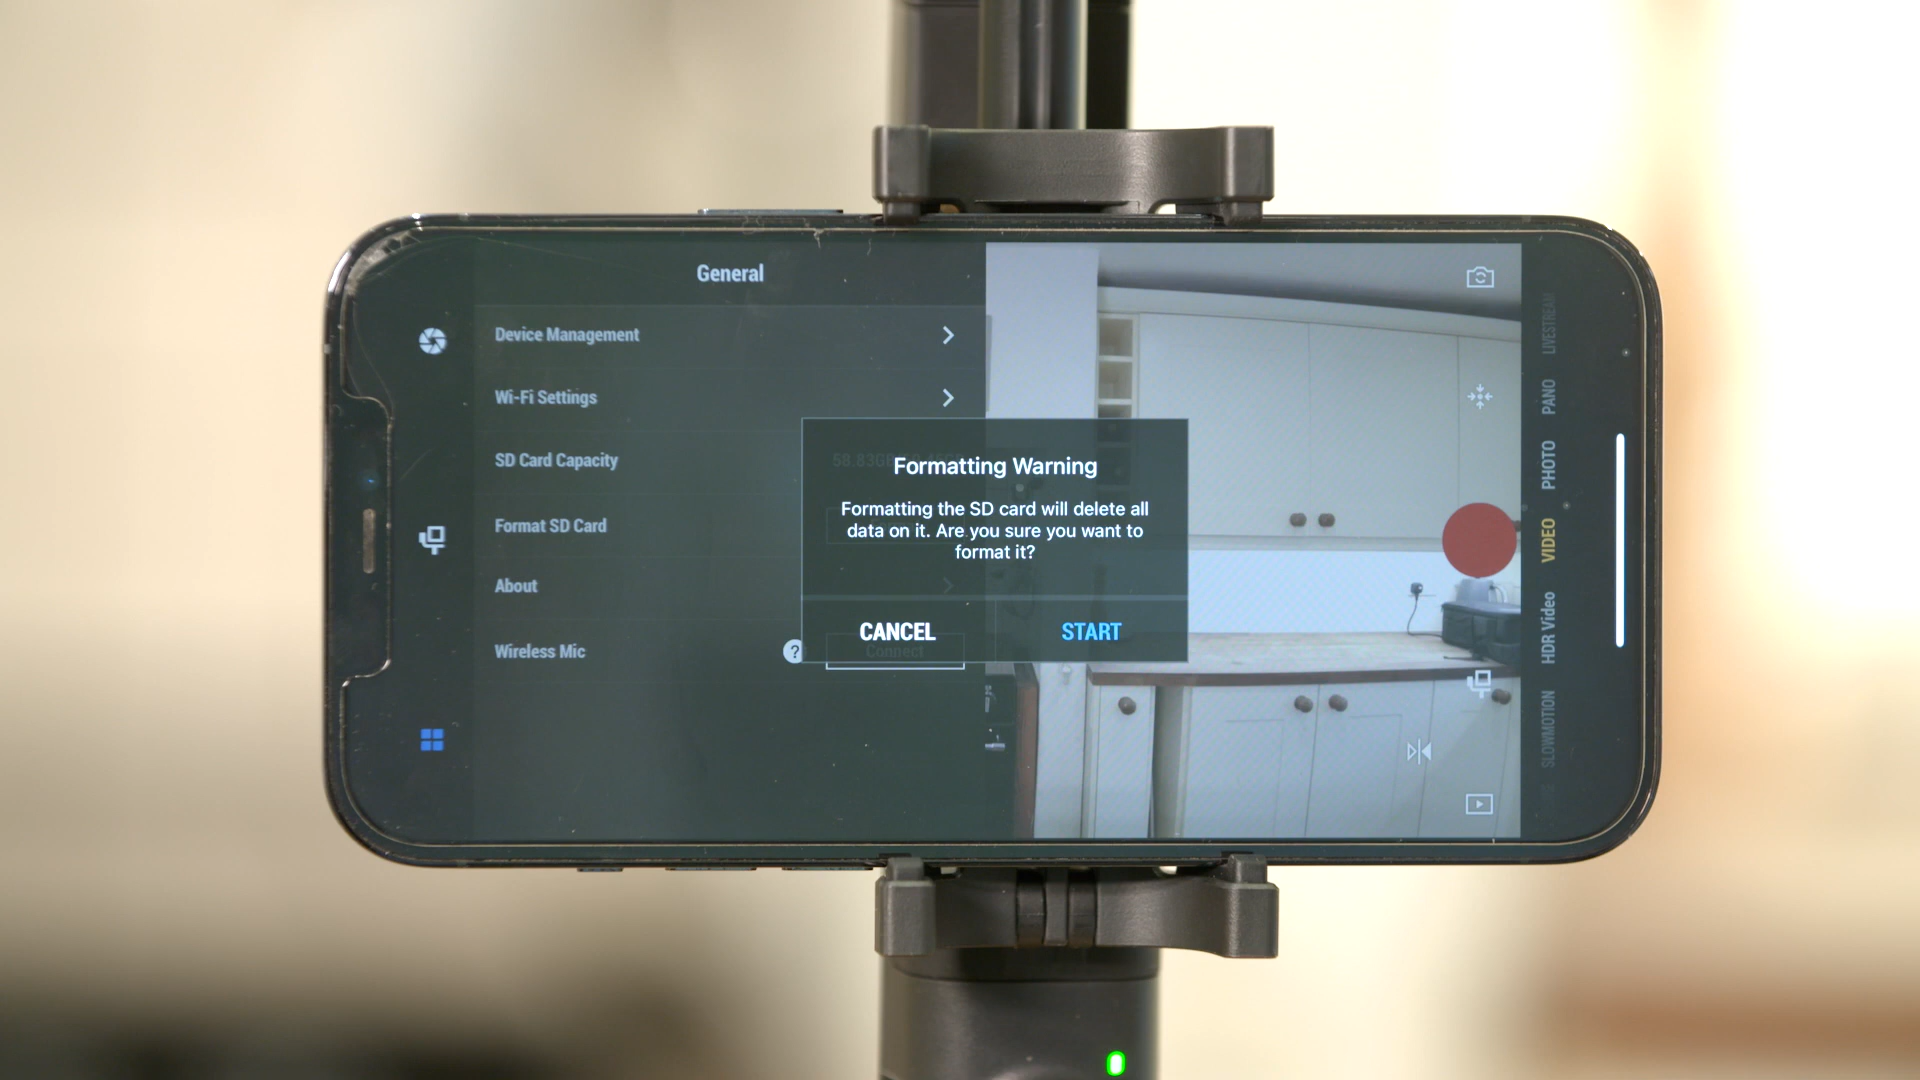 General
Device Management
Wi-Fi Settings
SD Card Capacity
Format SD Card
About
Wireless Mic
?
Connect
Formatting Warning
Formatting the SD card will delete all
data on it. Are you sure you want to
format it?
CANCEL
START
LIVESTREAM
PANO
PHOTO
VIDEO
HDR Video
SLOWMOTION